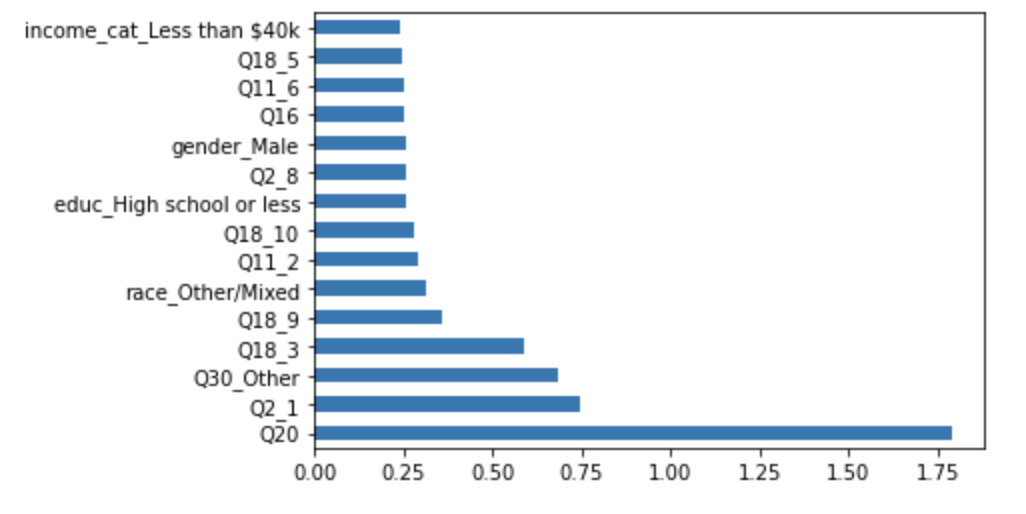 income_cat_Less than $40k
Q18_5
Q11_6
Q16
gender_Male
Q2_8
educ_High school or less
Q18_10
Q11_2
race_Other/Mixed
Q18_9
Q18_3
Q30_Other
Q2_1
Q20
0.00 0.25 0.50 0.75 1.00 1.25 1.50 1.75